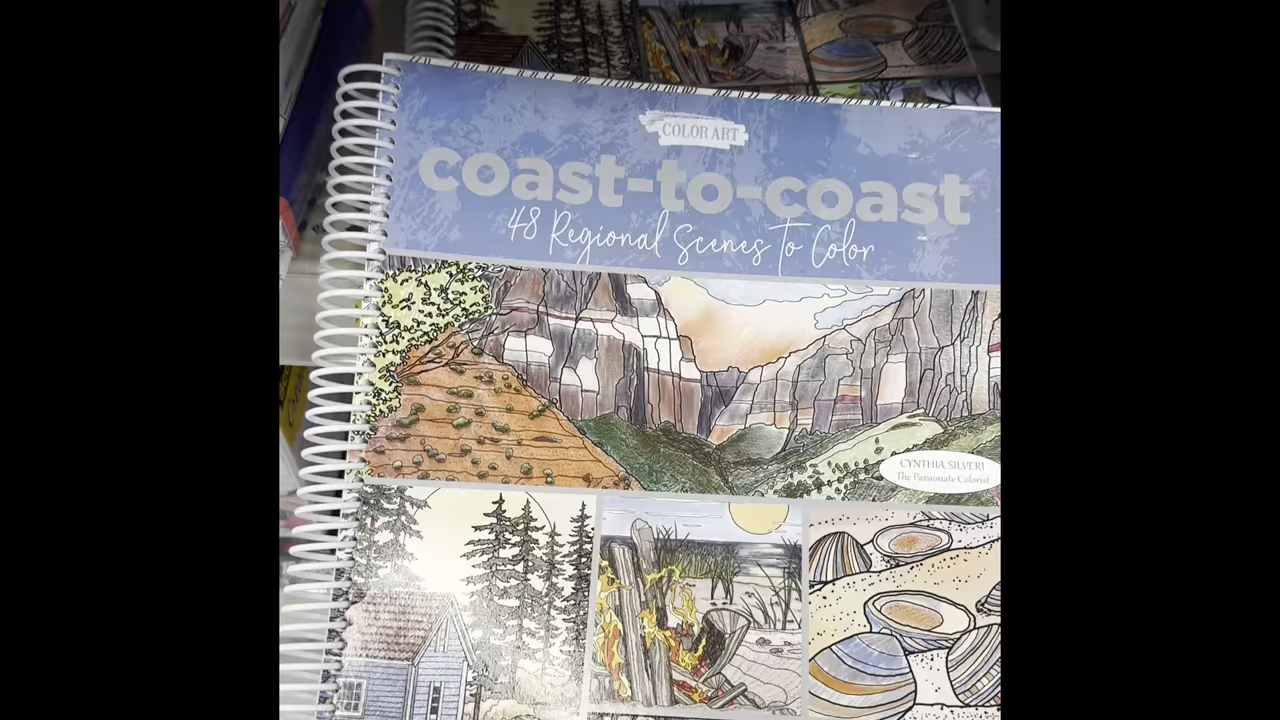 COLOR ART
coast-to-coast
48 Regional Scenes to Color
CYNTHIA SILVERI
The Passionate Colorist